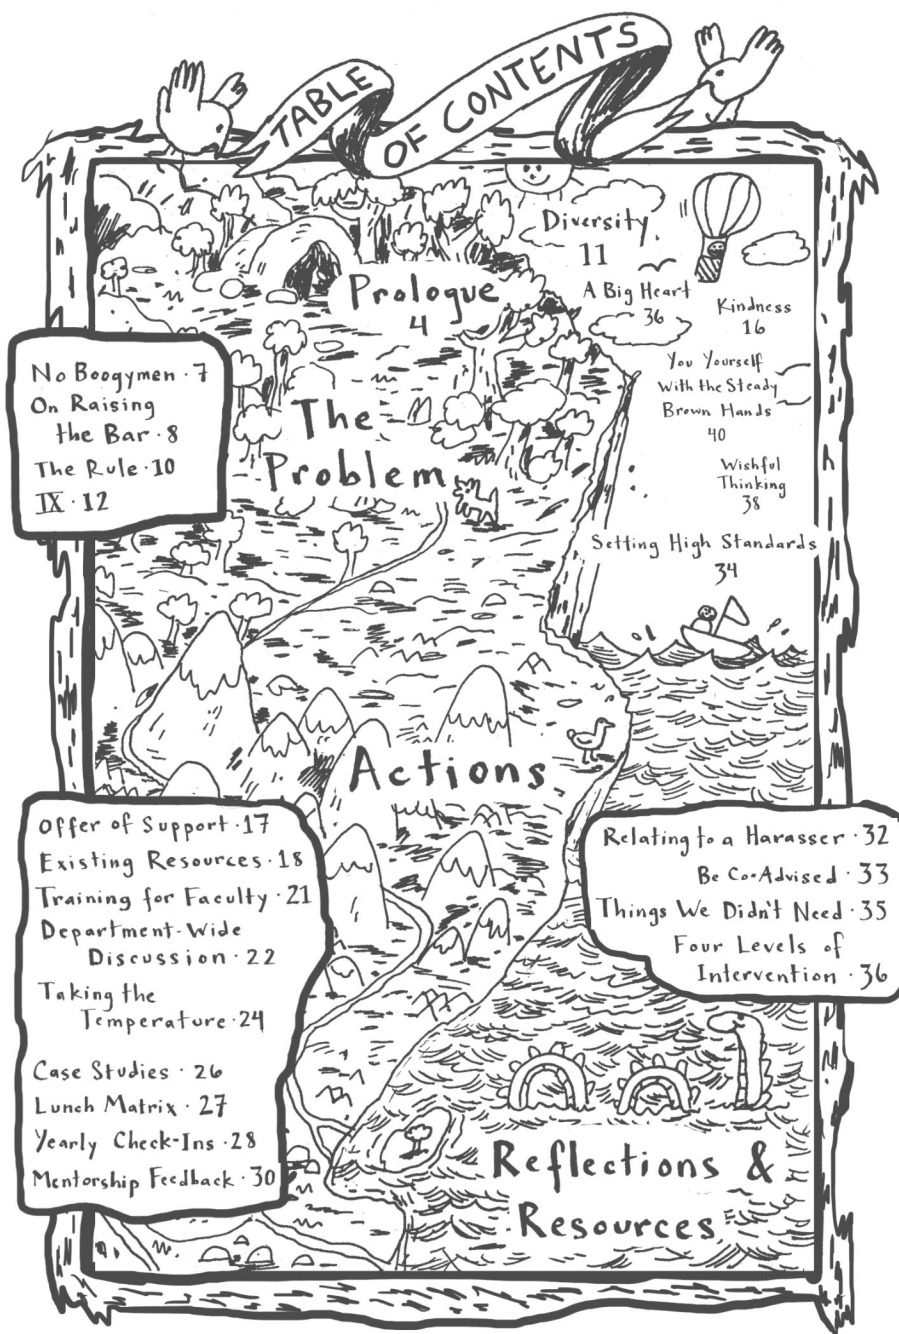 TABLE
OF CONTENTS
Diversity
11
Prologue
4
A Big Heart
36
Kindness
16
You Yourself
With the Steady
Brown Hands
40
No Boogymen · 7
On Raising
the Bar · 8
The Rule · 10
IX · 12
The
Problem
Wishful
Thinking
38
Setting High Standards
34
Actions
Offer of Support · 17
Existing Resources · 18
Training for Faculty · 21
Department-Wide
Discussion · 22
Taking the
Temperature · 24
Case Studies · 26
Lunch Matrix · 27
Yearly Check-Ins · 28
Mentorship Feedback · 30
Relating to a Harasser · 32
Be Co-Advised · 33
Things We Didn't Need · 35
Four Levels of
Intervention · 36
Reflections &
Resources